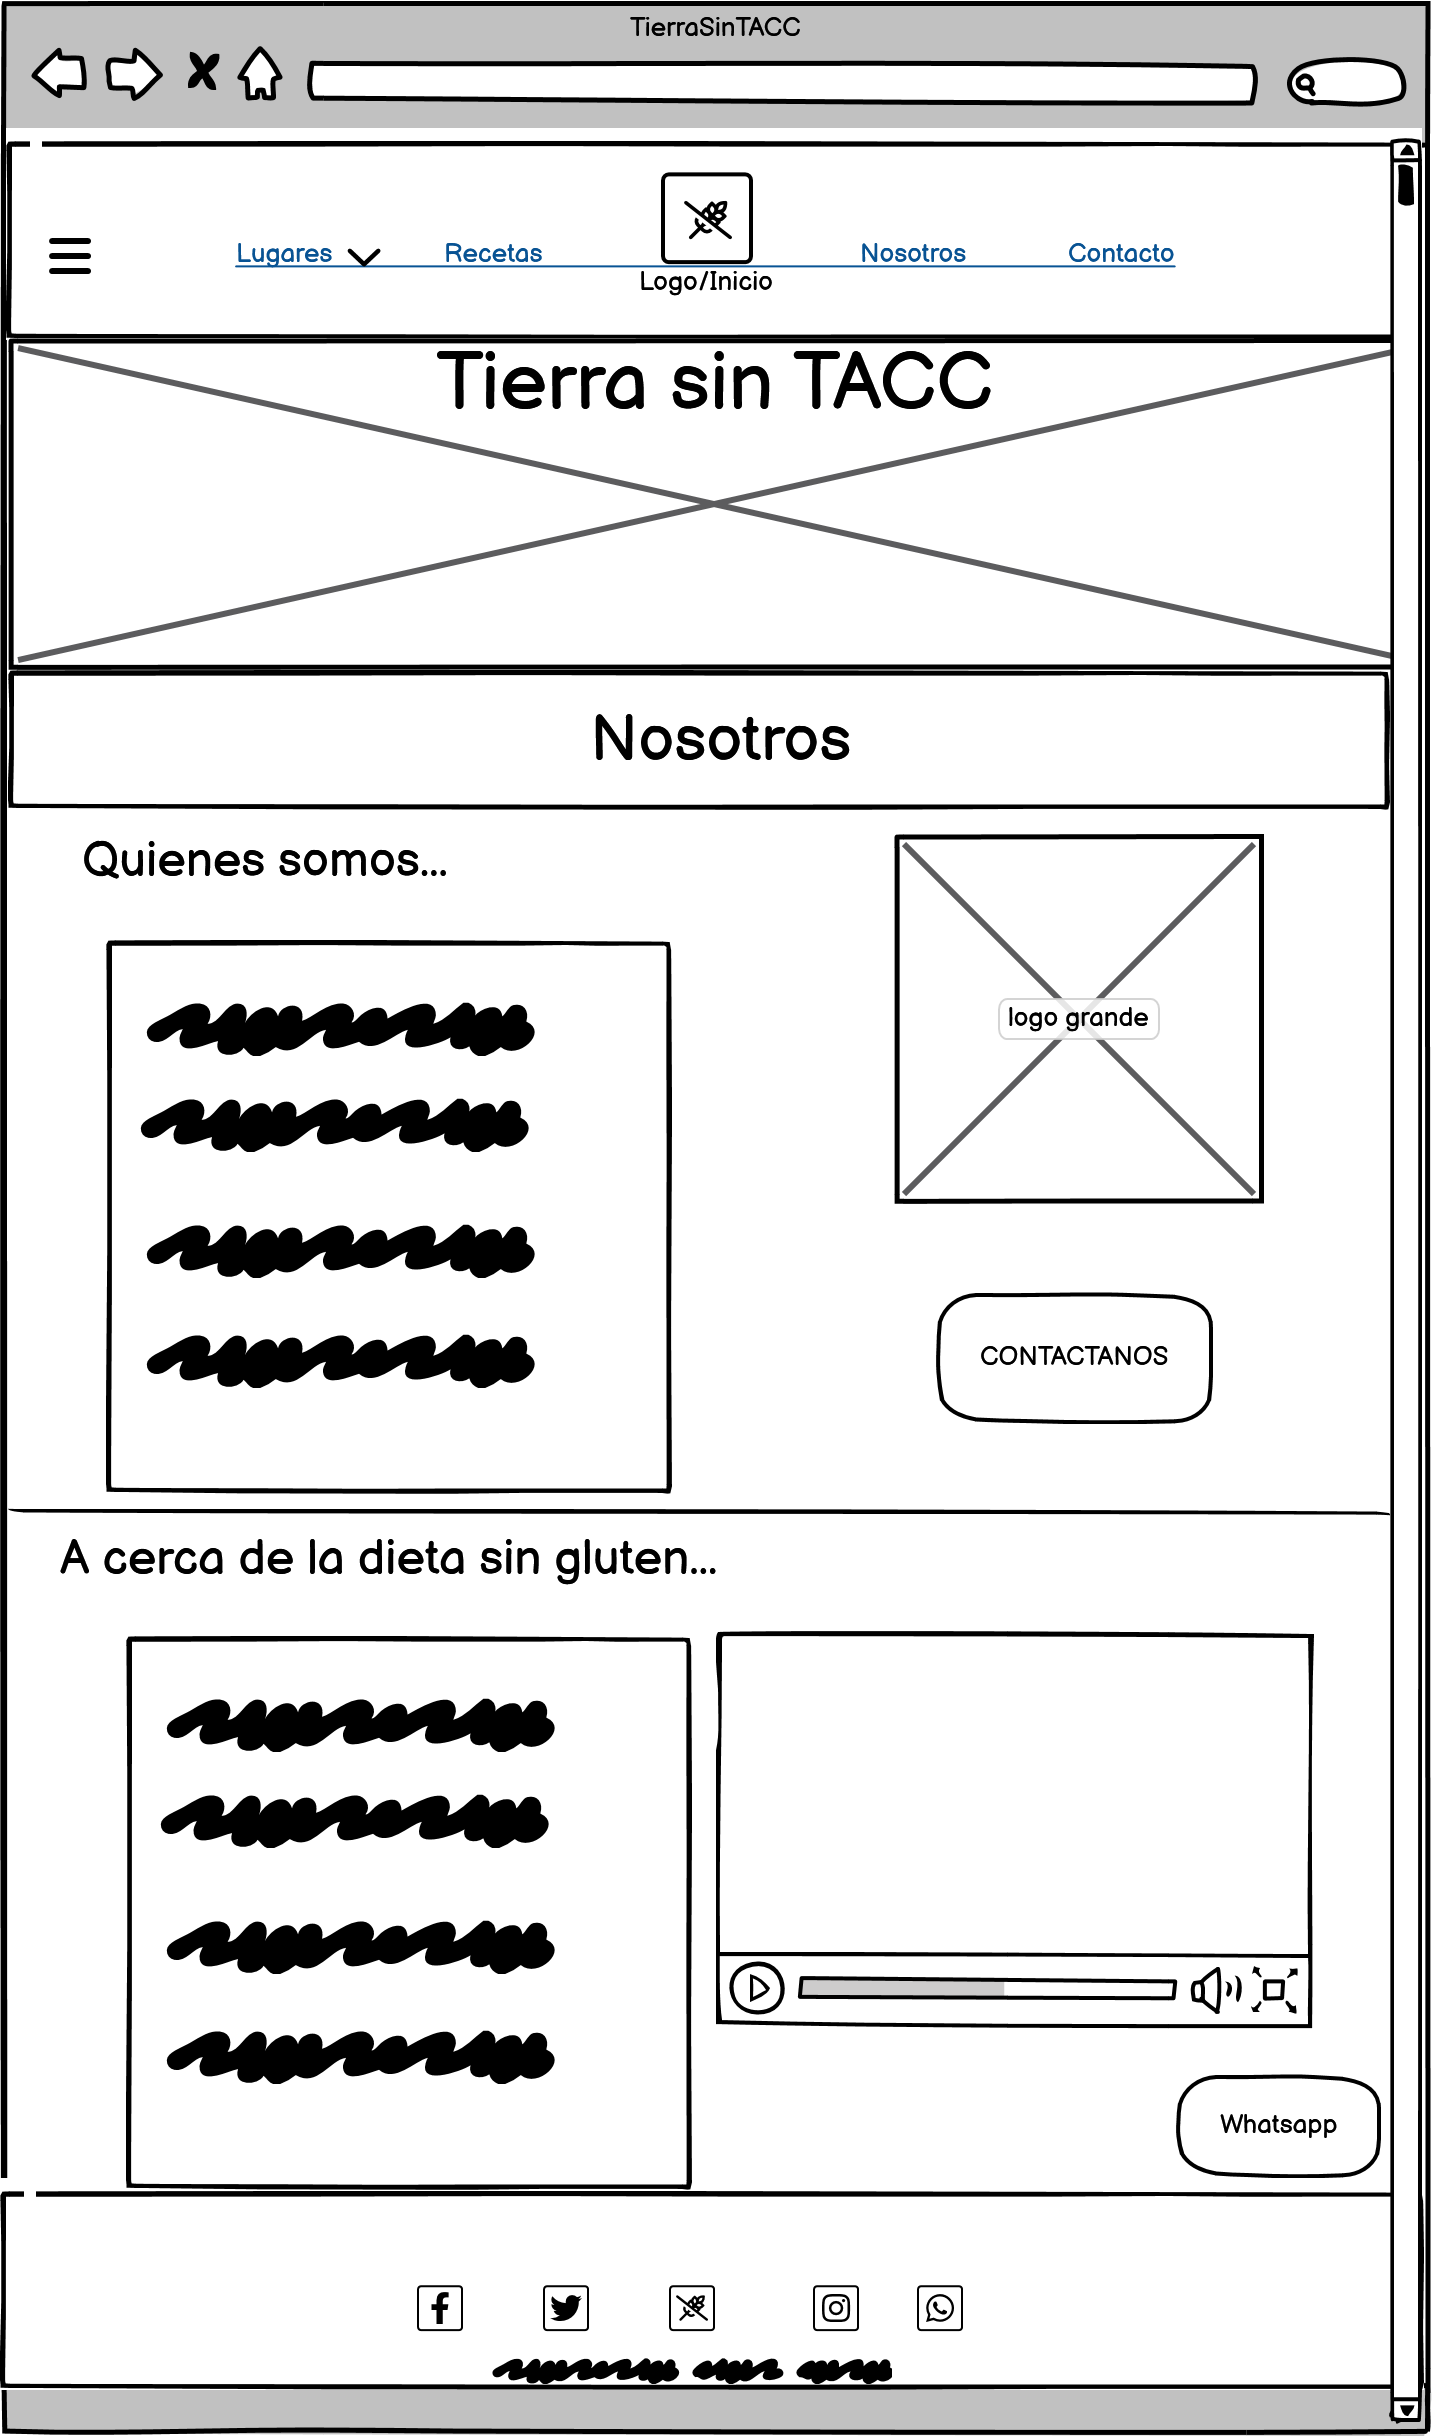 TierraSinTACC
Lugares Recetas Nosotros Contacto
Logo/Inicio
Tierra sin TACC
Nosotros
Quienes somos...
logo grande
CONTACTANOS
A cerca de la dieta sin gluten...
Whatsapp